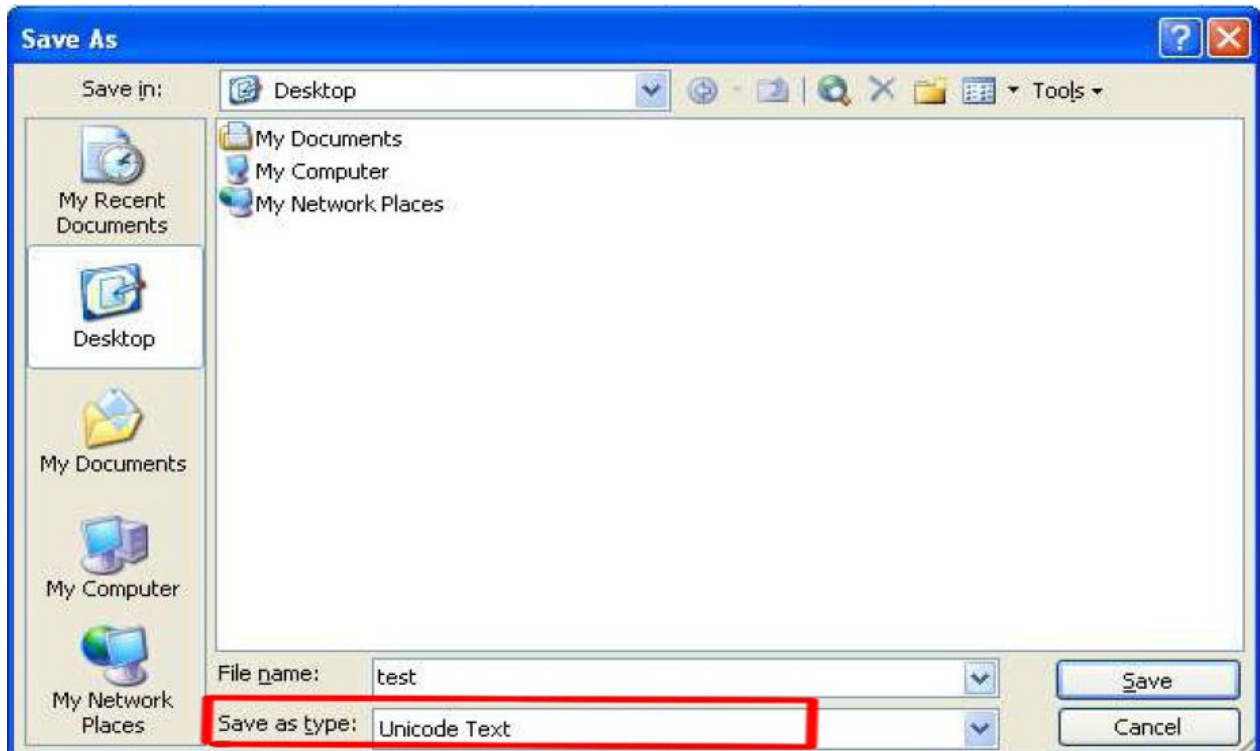 Save As
Save in:
Desktop
Tools
My Documents
My Computer
My Network Places
My Recent
Documents
Desktop
My Documents
My Computer
My Network
Places
File name:
test
Save
Save as type:
Unicode Text
Cancel